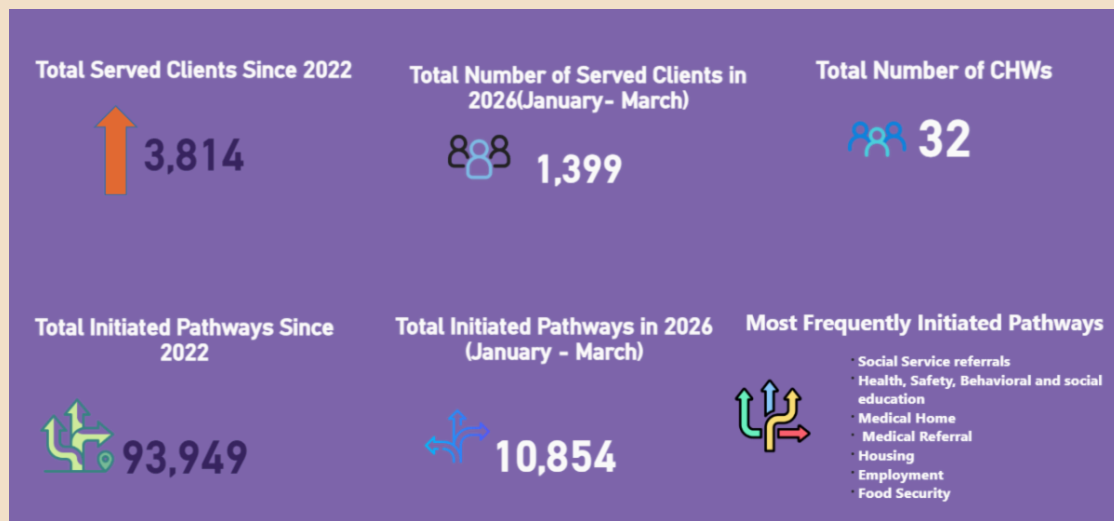 Total Served Clients Since 2022
3,814
Total Number of Served Clients in
2026(January- March)
1,399
Total Number of CHWs
32
Total Initiated Pathways Since
2022
93,949
Total Initiated Pathways in 2026
(January - March)
10,854
Most Frequently Initiated Pathways
· Social Service referrals
· Health, Safety, Behavioral and social
education
· Medical Home
· Medical Referral
· Housing
· Employment
· Food Security